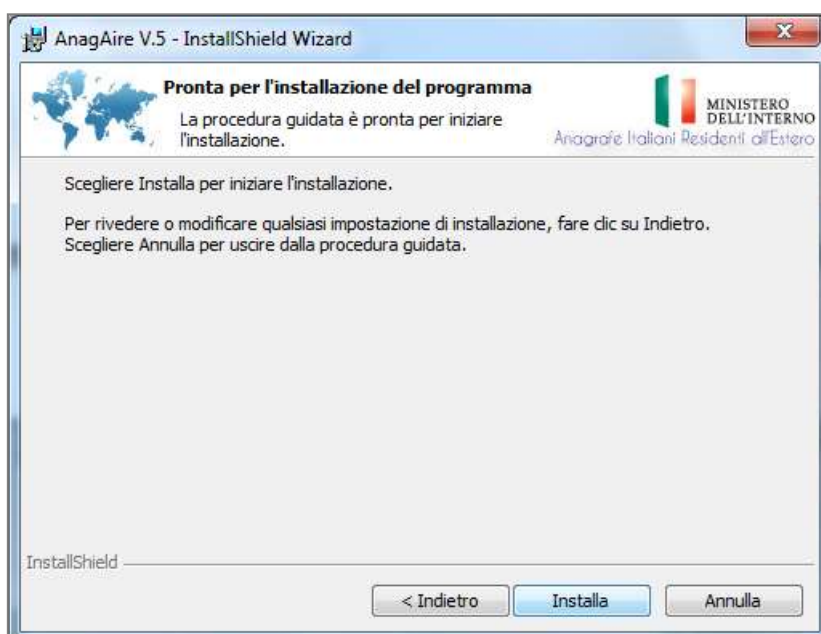 AnagAire V.5 - InstallShield Wizard
Pronta per l'installazione del programma
La procedura guidata è pronta per iniziare
l'installazione.
MINISTERO
DELL'INTERNO
Anagrafe Italiani Residenti all'Estero
Scegliere Installa per iniziare l'installazione.
Per rivedere o modificare qualsiasi impostazione di installazione, fare clic su Indietro.
Scegliere Annulla per uscire dalla procedura guidata.
InstallShield
< Indietro
Installa
Annulla